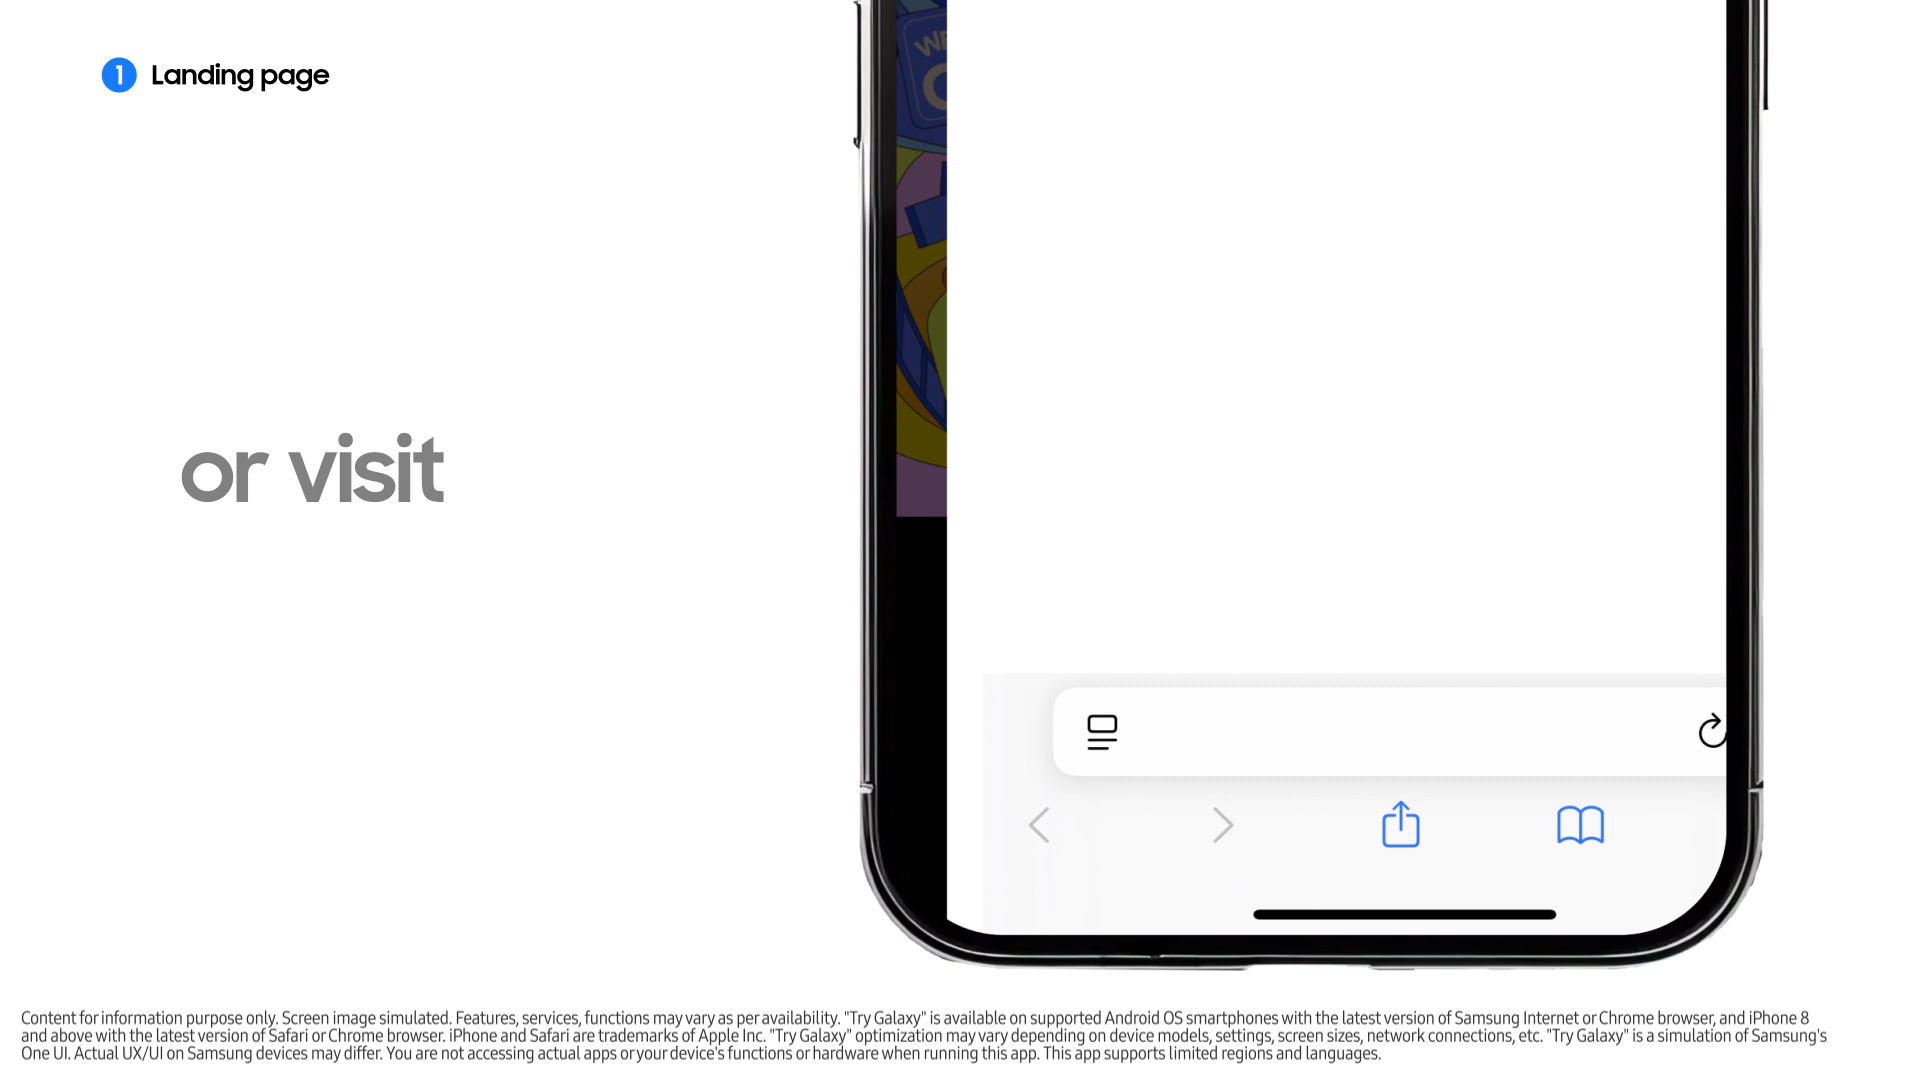 1 Landing page
WE
or visit
Content for information purpose only. Screen image simulated. Features, services, functions may vary as per availability. "Try Galaxy" is available on supported Android OS smartphones with the latest version of Samsung Internet or Chrome browser, and iPhone 8
and above with the latest version of Safari or Chrome browser. iPhone and Safari are trademarks of Apple Inc. "Try Galaxy" optimization may vary depending on device models, settings, screen sizes, network connections, etc. "Try Galaxy" is a simulation of Samsung's
One UI. Actual UX/UI on Samsung devices may differ. You are not accessing actual apps or your device's functions or hardware when running this app. This app supports limited regions and languages.